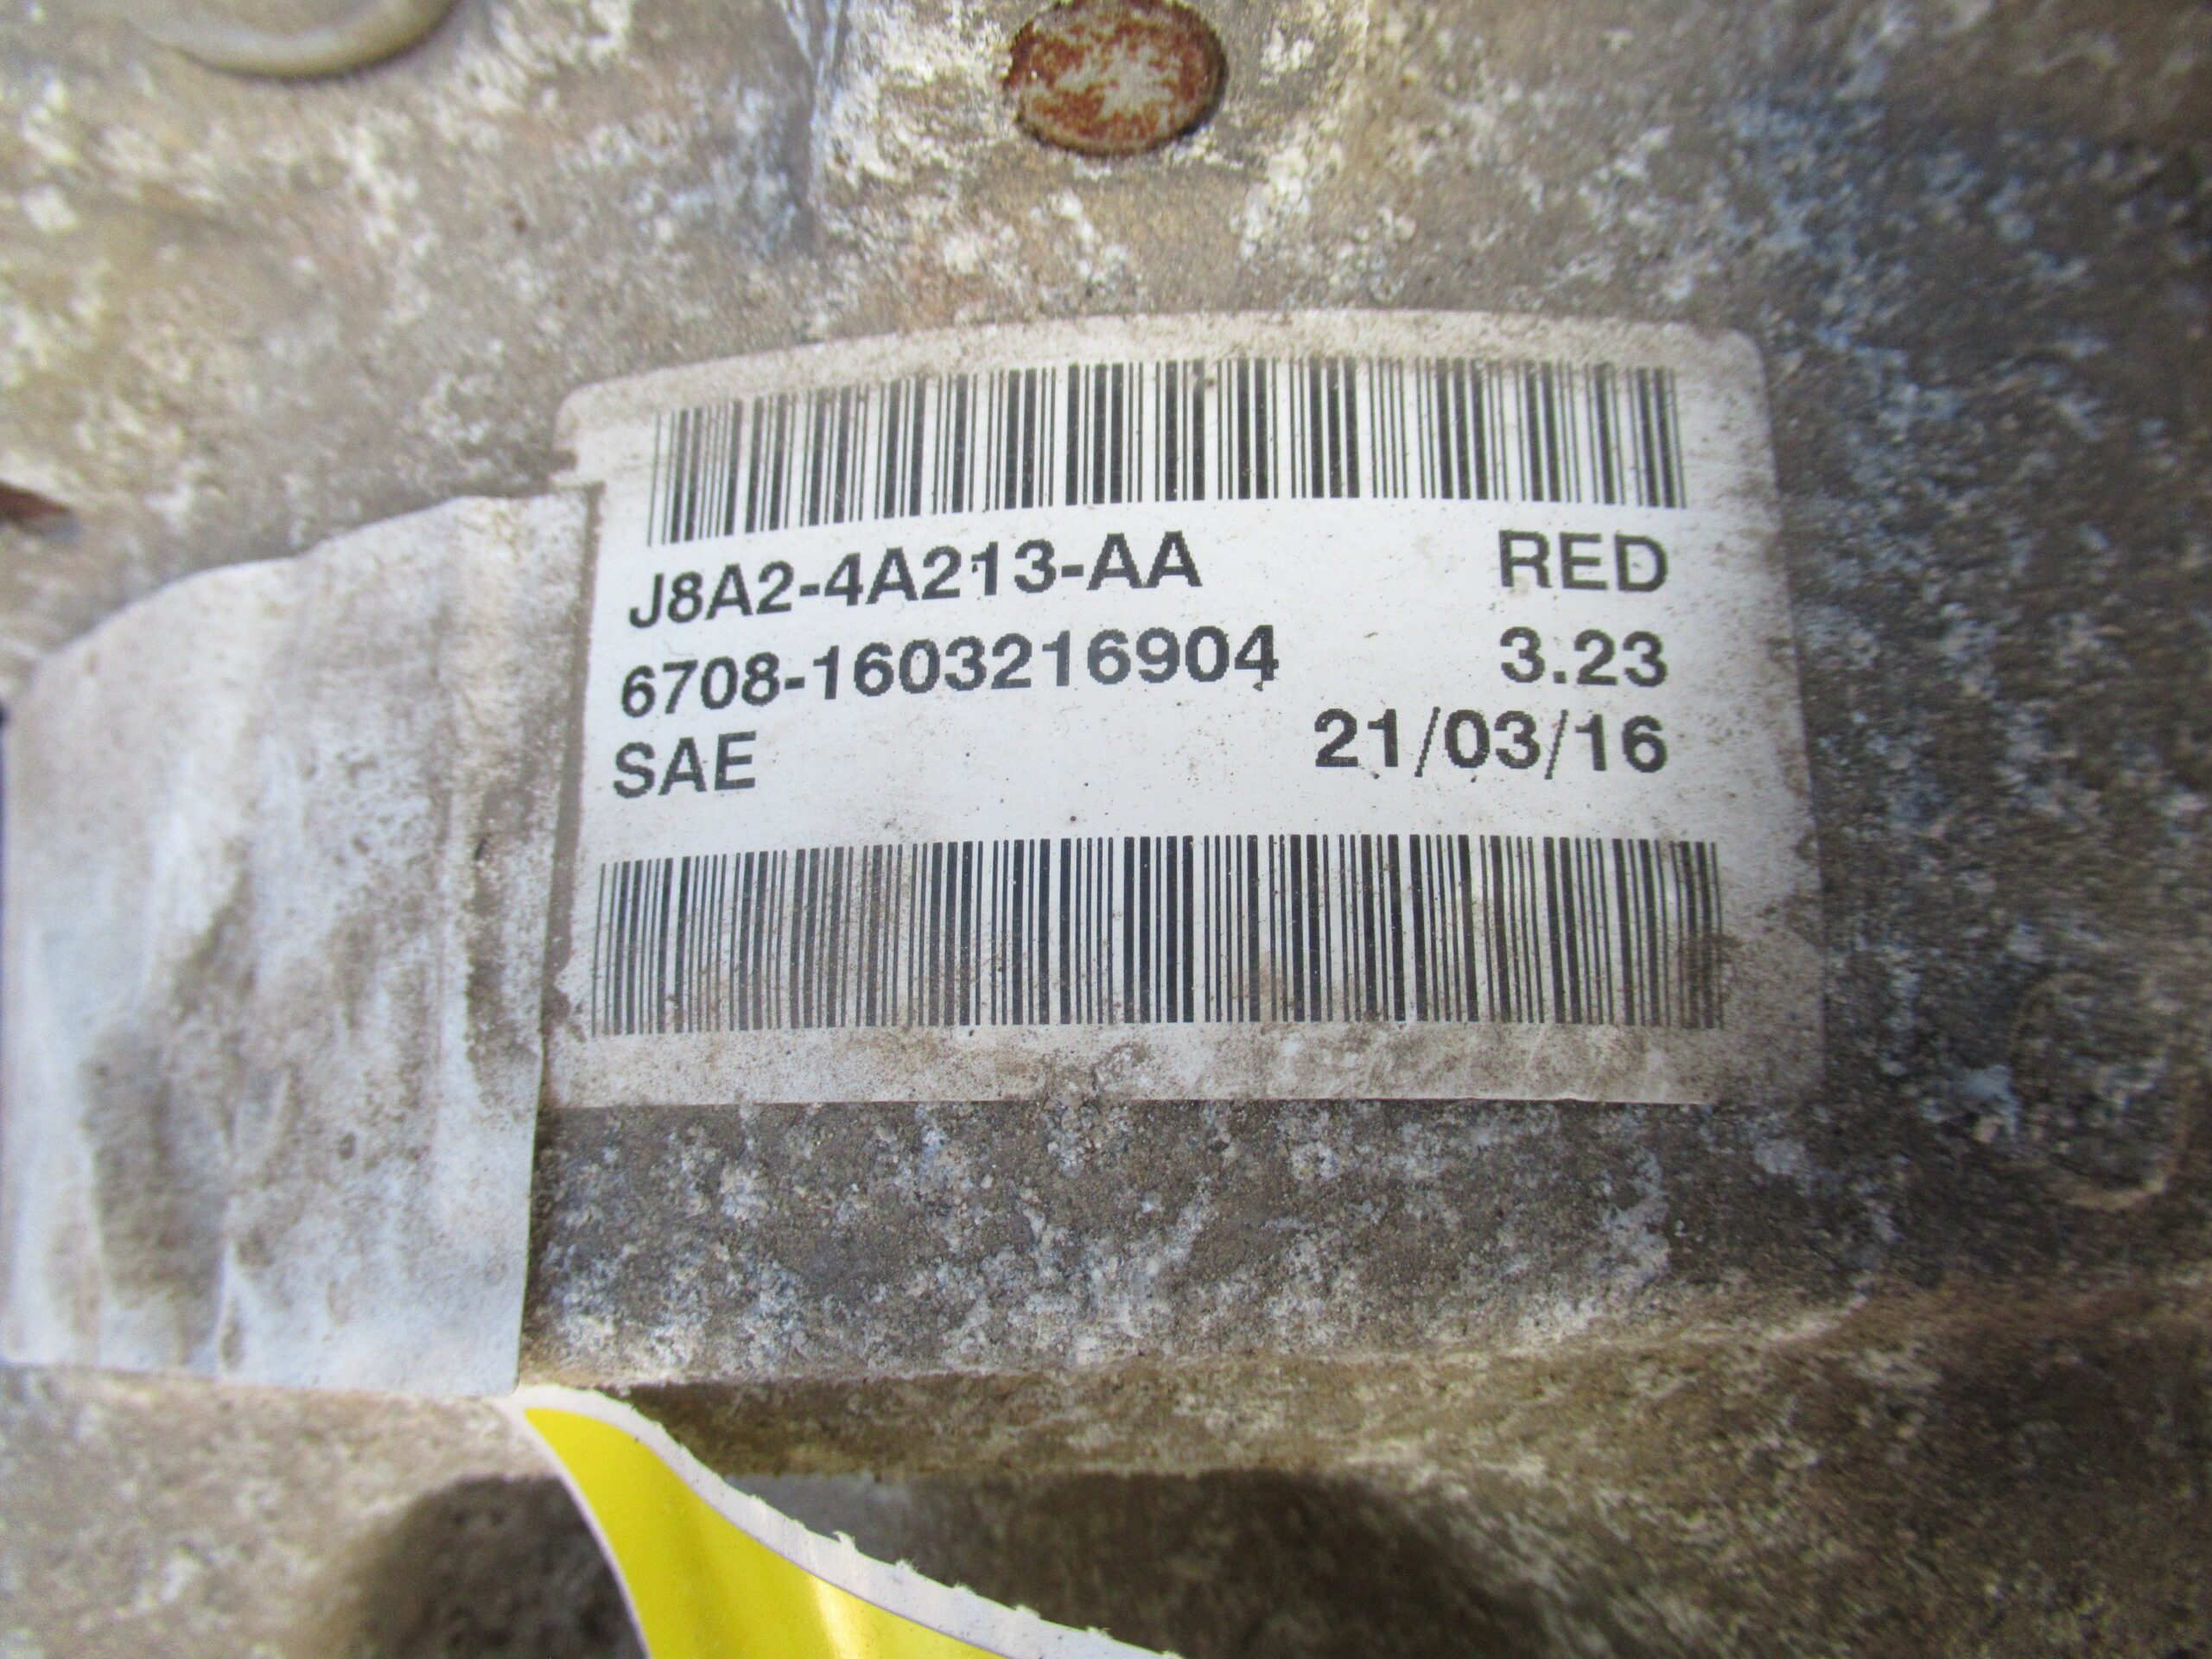 J8A2-4A213-AA RED
6708-1603216904 3.23
SAE 21/03/16